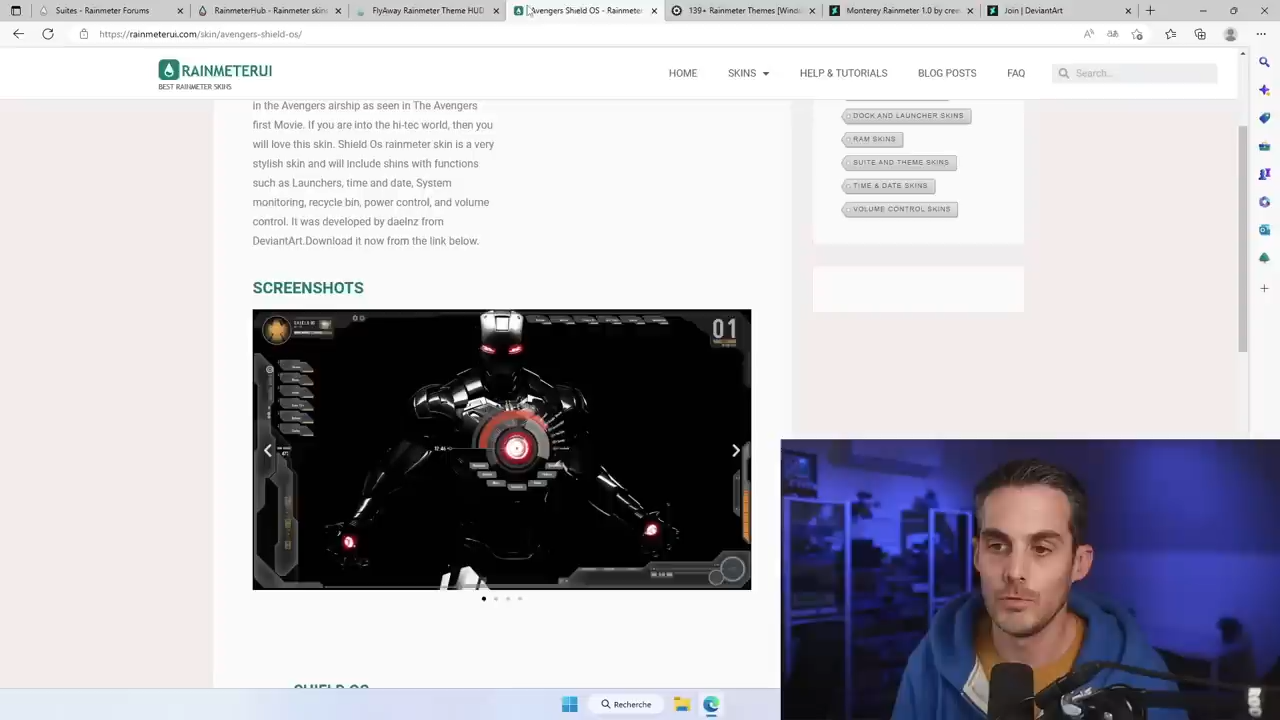 Suites - Rainmeter Forums
RainmeterHub - Rainmeter skins
FlyAway Rainmeter Theme HUD
Avengers Shield OS - Rainmeter
139+ Rainmeter Themes [Wind
Monterey Rainmeter 1.0 by cree
Join | DeviantArt
https://rainmeterui.com/skin/avengers-shield-os/
RAINMETERUI
BEST RAINMETER SKINS
HOME
SKINS
HELP & TUTORIALS
BLOG POSTS
FAQ
Search...
in the Avengers airship as seen in The Avengers
first Movie. If you are into the hi-tec world, then you
will love this skin. Shield Os rainmeter skin is a very
stylish skin and will include shins with functions
such as Launchers, time and date, System
monitoring, recycle bin, power control, and volume
control. It was developed by daelnz from
DeviantArt.Download it now from the link below.
DOCK AND LAUNCHER SKINS
RAM SKINS
SUITE AND THEME SKINS
TIME & DATE SKINS
VOLUME CONTROL SKINS
SCREENSHOTS
01
12:46
SHIELD OS
Recherche